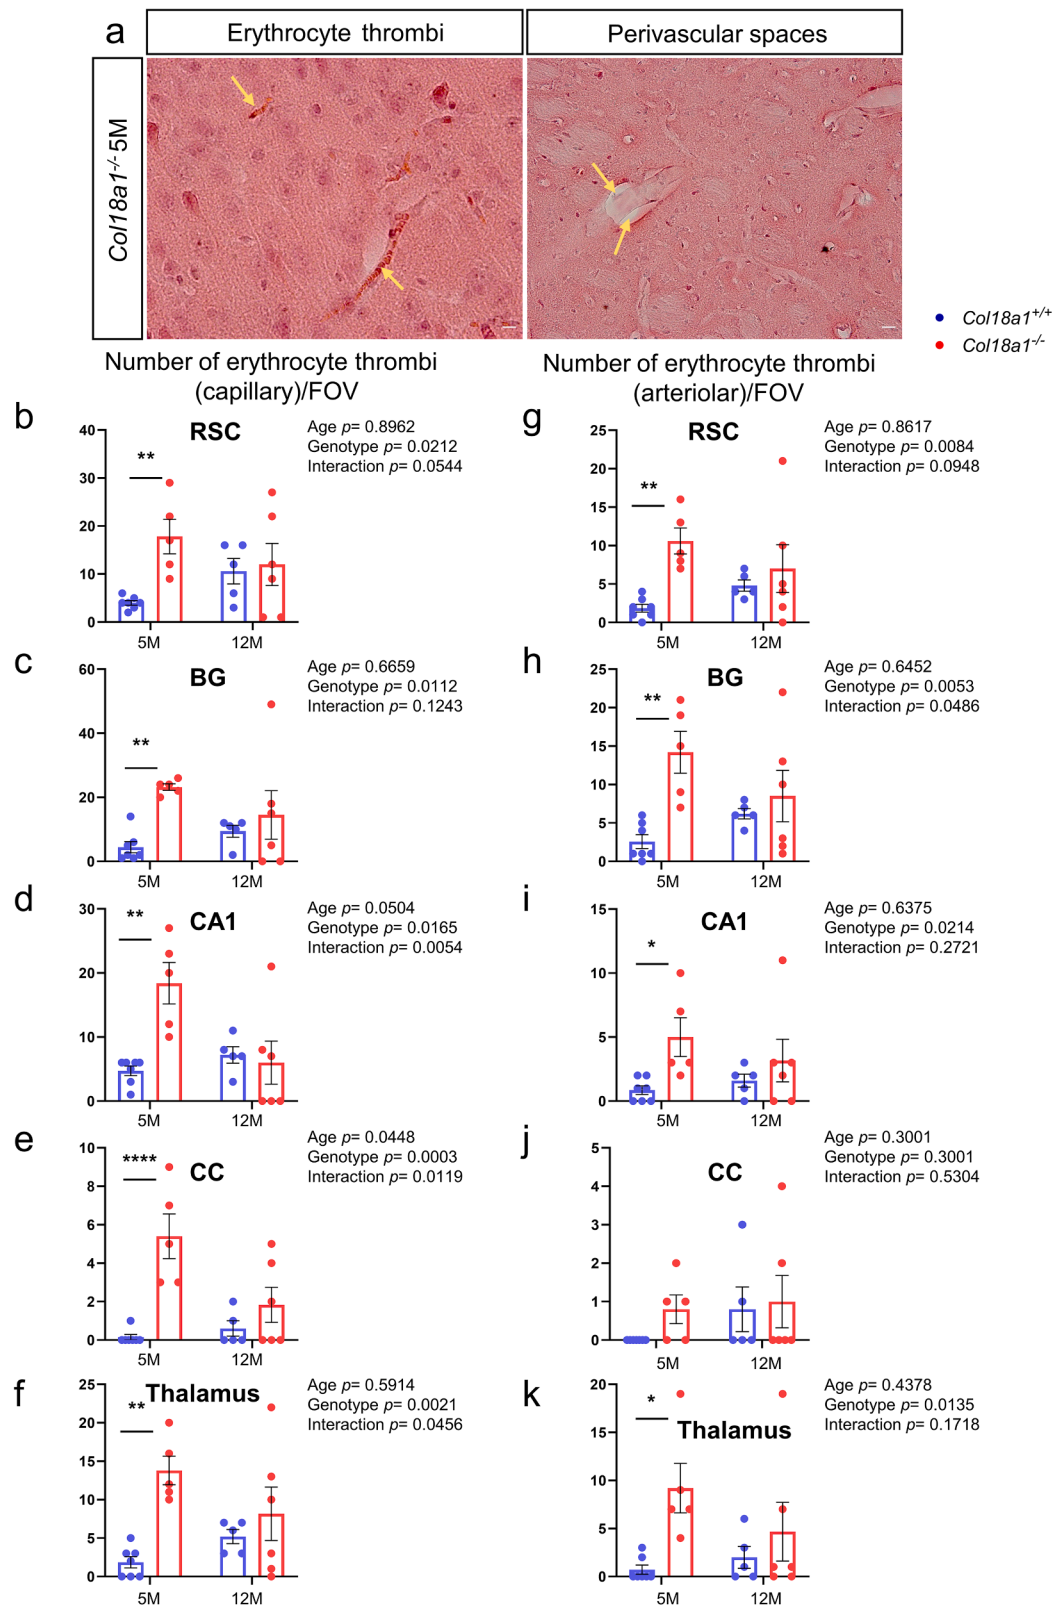 a
Erythrocyte thrombi
Perivascular spaces
Col18a1-/- 5M
Col18a1+/+
Col18a1-/-
Number of erythrocyte thrombi
(capillary)/FOV
Number of erythrocyte thrombi
(arteriolar)/FOV
b
RSC
Age p= 0.8962
Genotype p= 0.0212
Interaction p= 0.0544
40
30
20
10
0
**
5M
12M
g
RSC
Age p= 0.8617
Genotype p= 0.0084
Interaction p= 0.0948
25
20
15
10
5
0
**
5M
12M
c
BG
Age p= 0.6659
Genotype p= 0.0112
Interaction p= 0.1243
60
40
20
0
**
5M
12M
h
BG
Age p= 0.6452
Genotype p= 0.0053
Interaction p= 0.0486
25
20
15
10
5
0
**
5M
12M
d
CA1
Age p= 0.0504
Genotype p= 0.0165
Interaction p= 0.0054
30
20
10
0
**
5M
12M
i
CA1
Age p= 0.6375
Genotype p= 0.0214
Interaction p= 0.2721
15
10
5
0
*
5M
12M
e
CC
Age p= 0.0448
Genotype p= 0.0003
Interaction p= 0.0119
10
8
6
4
2
0
****
5M
12M
j
CC
Age p= 0.3001
Genotype p= 0.3001
Interaction p= 0.5304
5
4
3
2
1
0
5M
12M
f
Thalamus
Age p= 0.5914
Genotype p= 0.0021
Interaction p= 0.0456
25
20
15
10
5
0
**
5M
12M
k
Thalamus
Age p= 0.4378
Genotype p= 0.0135
Interaction p= 0.1718
20
15
10
5
0
*
5M
12M